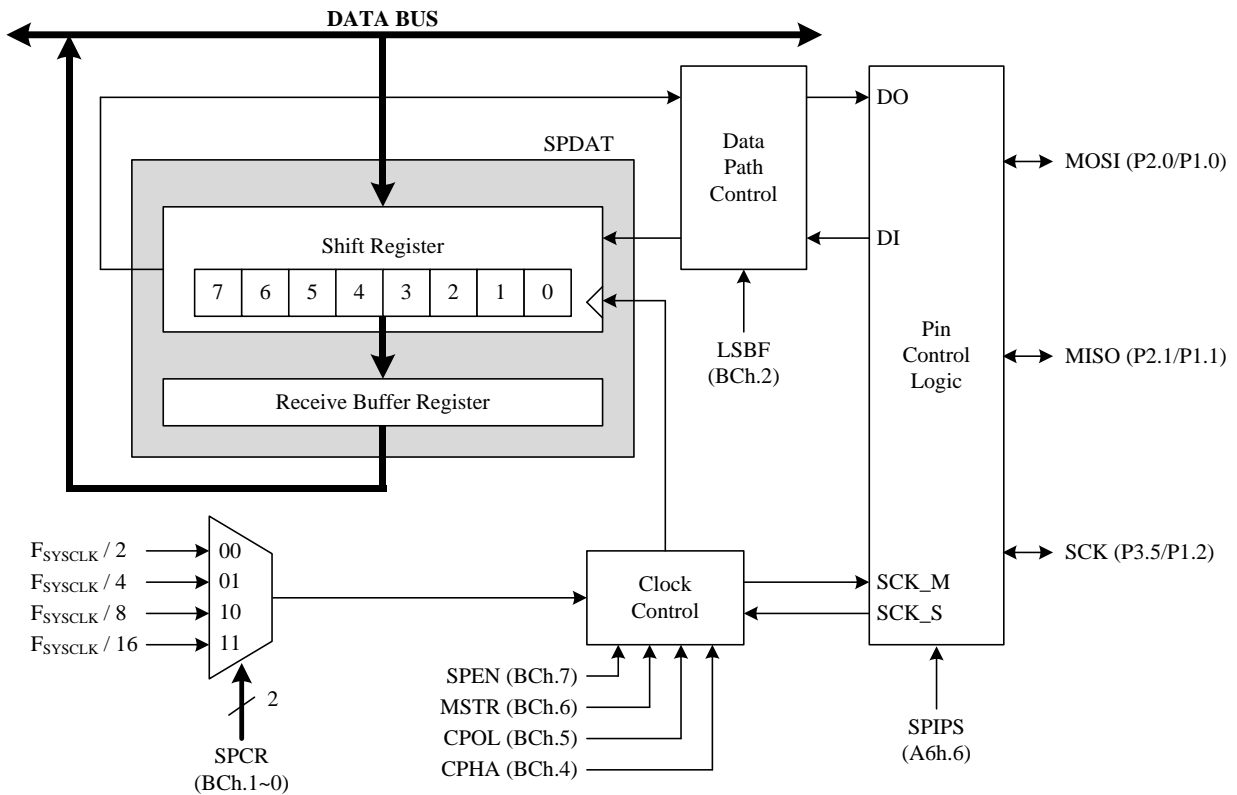 DATA BUS
SPDAT
Shift Register
7 6 5 4 3 2 1 0
Receive Buffer Register
Data
Path
Control
LSBF
(BCh.2)
DO
DI
Pin
Control
Logic
SCK_M
SCK_S
MOSI (P2.0/P1.0)
MISO (P2.1/P1.1)
SCK (P3.5/P1.2)
SPIPS
(A6h.6)
FSYSCLK / 2
FSYSCLK / 4
FSYSCLK / 8
FSYSCLK / 16
00
01
10
11
2
SPCR
(BCh.1~0)
Clock
Control
SPEN (BCh.7)
MSTR (BCh.6)
CPOL (BCh.5)
CPHA (BCh.4)